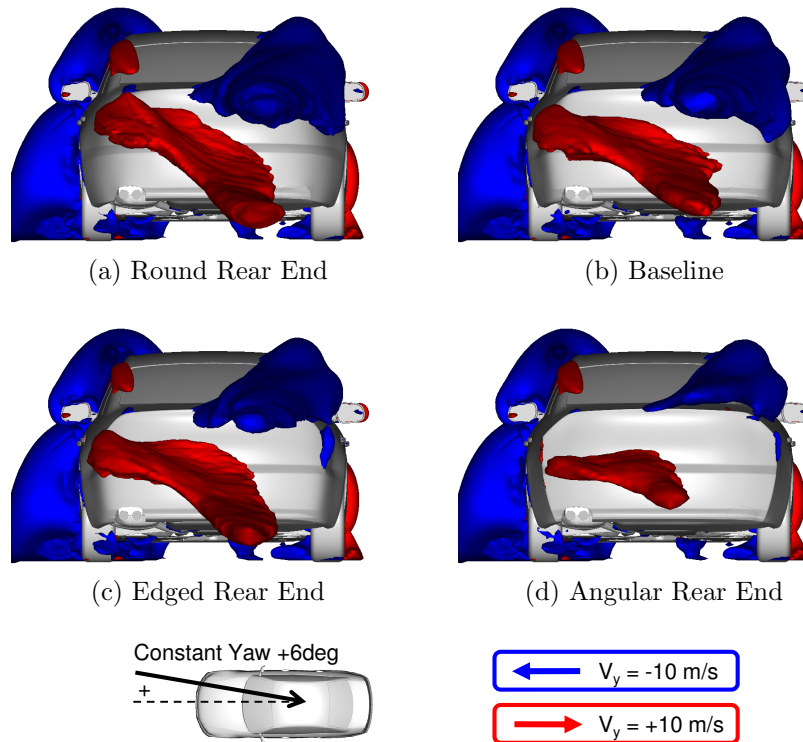 (a) Round Rear End
(b) Baseline
(c) Edged Rear End
(d) Angular Rear End
Constant Yaw +6deg
+
V_y = -10 m/s
V_y = +10 m/s